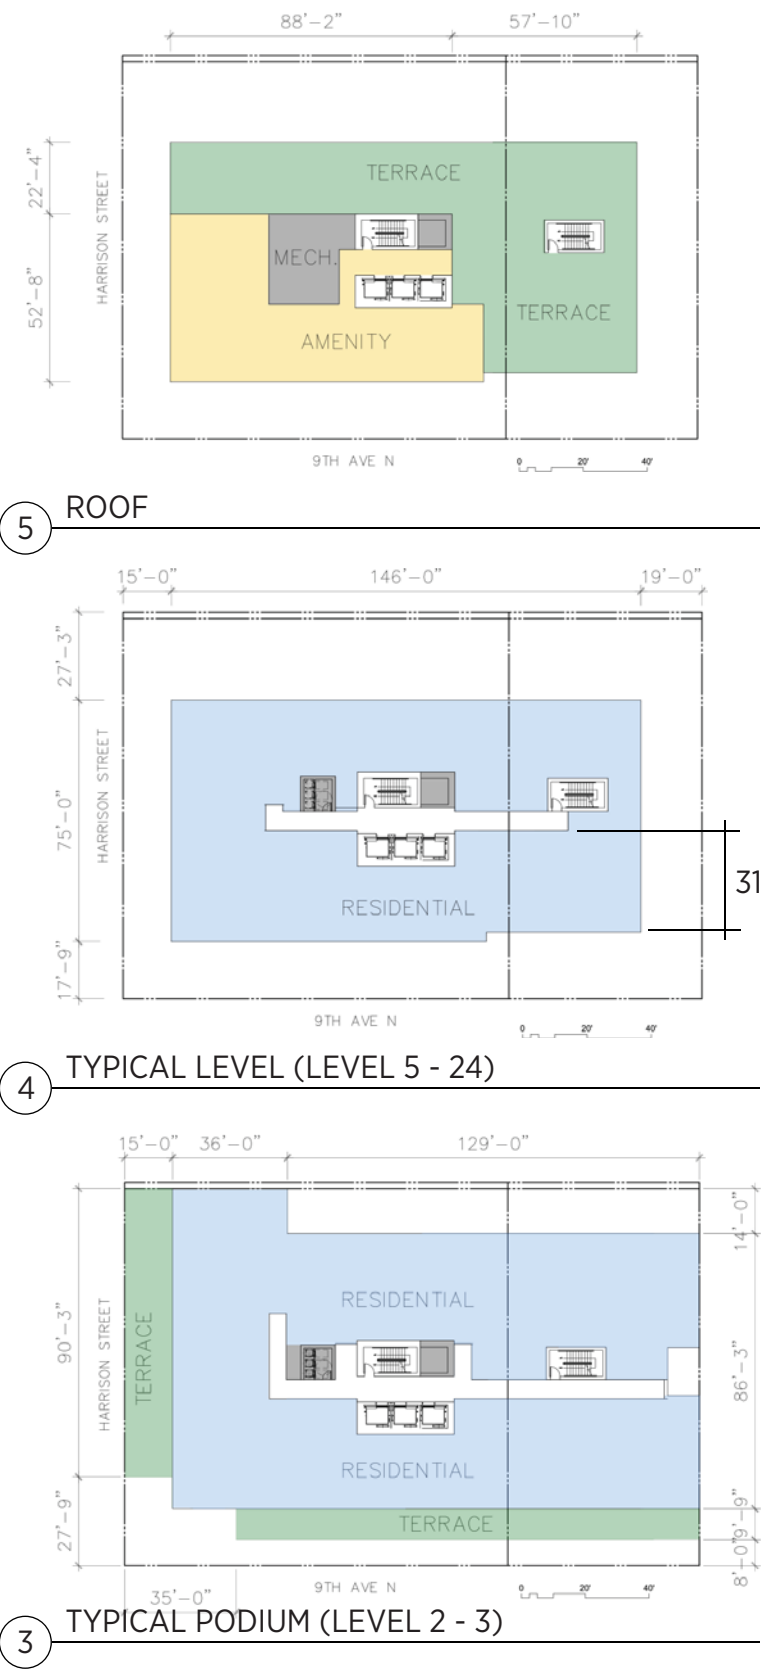 88'-2" 57'-10"
22'-4"
52'-8"
HARRISON STREET
TERRACE
MECH.
TERRACE
AMENITY
9TH AVE N
0 20' 40'
5 ROOF
15'-0" 146'-0" 19'-0"
27'-3"
75'-0"
17'-9"
HARRISON STREET
31
RESIDENTIAL
9TH AVE N
0 20' 40'
4 TYPICAL LEVEL (LEVEL 5 - 24)
15'-0" 36'-0" 129'-0"
14'-0"
90'-3"
HARRISON STREET
TERRACE
RESIDENTIAL
86'-3"
RESIDENTIAL
27'-9"
TERRACE
9'-9"
8'-0"
35'-0"
9TH AVE N
0 20' 40'
3 TYPICAL PODIUM (LEVEL 2 - 3)